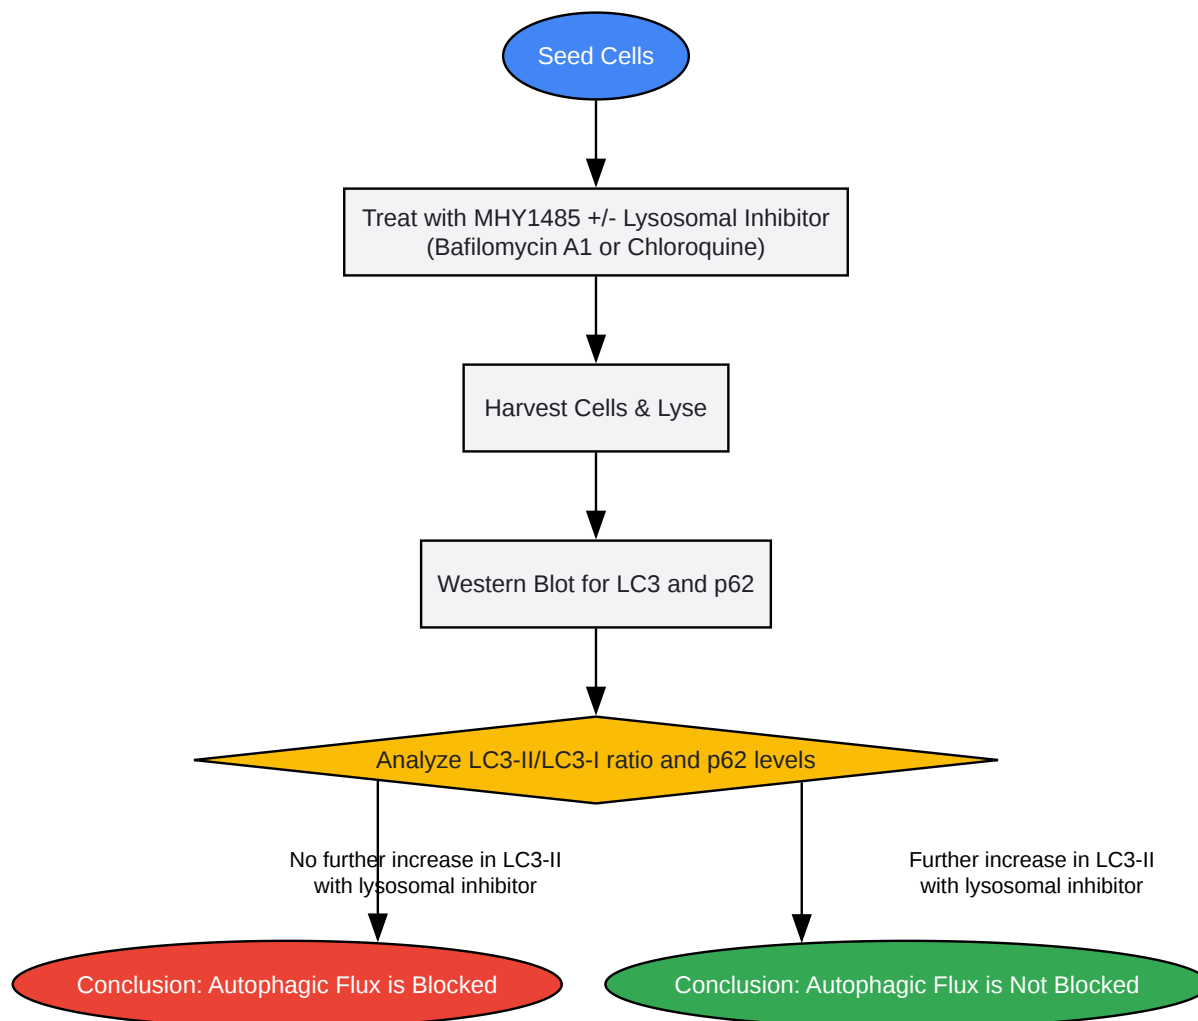 Seed Cells
Treat with MHY1485 +/- Lysosomal Inhibitor
(Bafilomycin A1 or Chloroquine)
Harvest Cells & Lyse
Western Blot for LC3 and p62
Analyze LC3-II/LC3-I ratio and p62 levels
No further increase in LC3-II
with lysosomal inhibitor
Further increase in LC3-II
with lysosomal inhibitor
Conclusion: Autophagic Flux is Blocked
Conclusion: Autophagic Flux is Not Blocked